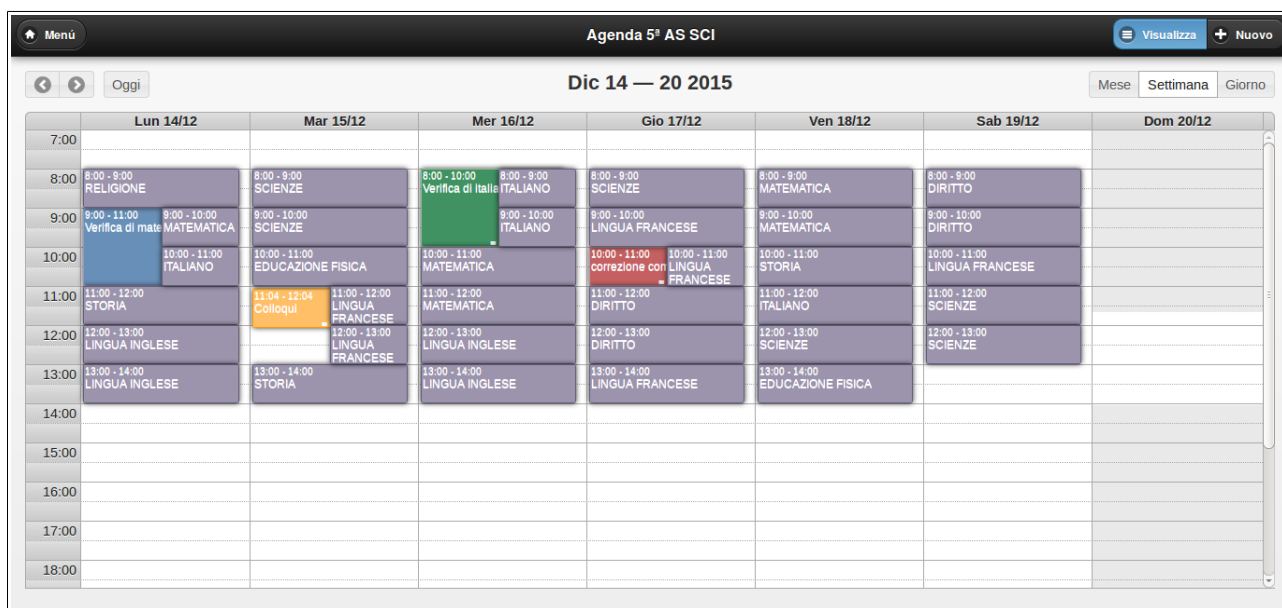 Menú
Agenda 5ª AS SCI
Visualizza
Nuovo
Oggi
Dic 14 — 20 2015
Mese Settimana Giorno
Lun 14/12 Mar 15/12 Mer 16/12 Gio 17/12 Ven 18/12 Sab 19/12 Dom 20/12
7:00
8:00
9:00
10:00
11:00
12:00
13:00
14:00
15:00
16:00
17:00
18:00
8:00 - 9:00
RELIGIONE
9:00 - 11:00
Verifica di mate
9:00 - 10:00
MATEMATICA
10:00 - 11:00
ITALIANO
11:00 - 12:00
STORIA
12:00 - 13:00
LINGUA INGLESE
13:00 - 14:00
LINGUA INGLESE
8:00 - 9:00
SCIENZE
9:00 - 10:00
SCIENZE
10:00 - 11:00
EDUCAZIONE FISICA
11:04 - 12:04
Colloqui
11:00 - 12:00
LINGUA
FRANCESE
12:00 - 13:00
LINGUA
FRANCESE
13:00 - 14:00
STORIA
8:00 - 10:00
Verifica di Italia
8:00 - 9:00
ITALIANO
9:00 - 10:00
ITALIANO
10:00 - 11:00
MATEMATICA
11:00 - 12:00
MATEMATICA
12:00 - 13:00
LINGUA INGLESE
13:00 - 14:00
LINGUA INGLESE
8:00 - 9:00
SCIENZE
9:00 - 10:00
LINGUA FRANCESE
10:00 - 11:00
correzione con
10:00 - 11:00
LINGUA
FRANCESE
11:00 - 12:00
DIRITTO
12:00 - 13:00
DIRITTO
13:00 - 14:00
LINGUA FRANCESE
8:00 - 9:00
MATEMATICA
9:00 - 10:00
MATEMATICA
10:00 - 11:00
STORIA
11:00 - 12:00
ITALIANO
12:00 - 13:00
SCIENZE
13:00 - 14:00
EDUCAZIONE FISICA
8:00 - 9:00
DIRITTO
9:00 - 10:00
DIRITTO
10:00 - 11:00
LINGUA FRANCESE
11:00 - 12:00
SCIENZE
12:00 - 13:00
SCIENZE